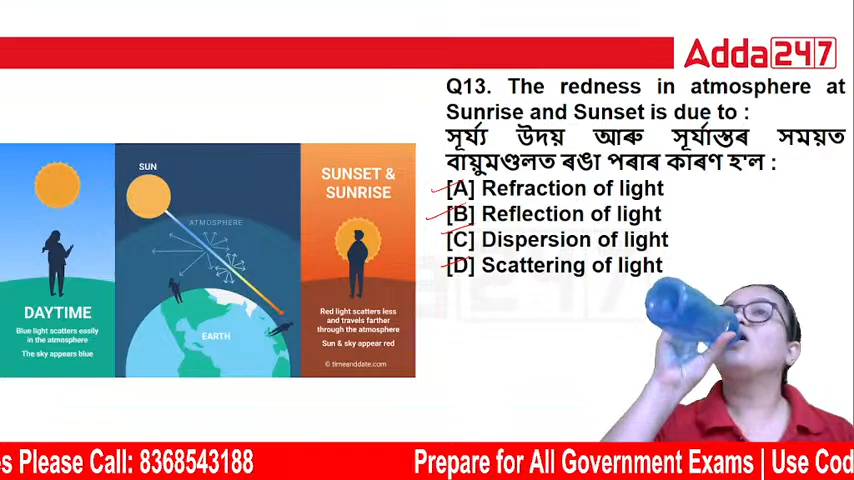 Adda247
Q13. The redness in atmosphere at
Sunrise and Sunset is due to :
সূৰ্য্য উদয় আৰু সূৰ্যাস্তৰ সময়ত
বায়ুমণ্ডলত ৰঙা পৰাৰ কাৰণ হ'ল :
[A] Refraction of light
[B] Reflection of light
[C] Dispersion of light
[D] Scattering of light
DAYTIME
Blue light scatters easily
in the atmosphere
The sky appears blue
SUN
ATMOSPHERE
EARTH
SUNSET &
SUNRISE
Red light scatters less
and travels farther
through the atmosphere
Sun & sky appear red
© timeanddate.com
es Please Call: 8368543188
Prepare for All Government Exams | Use Cod